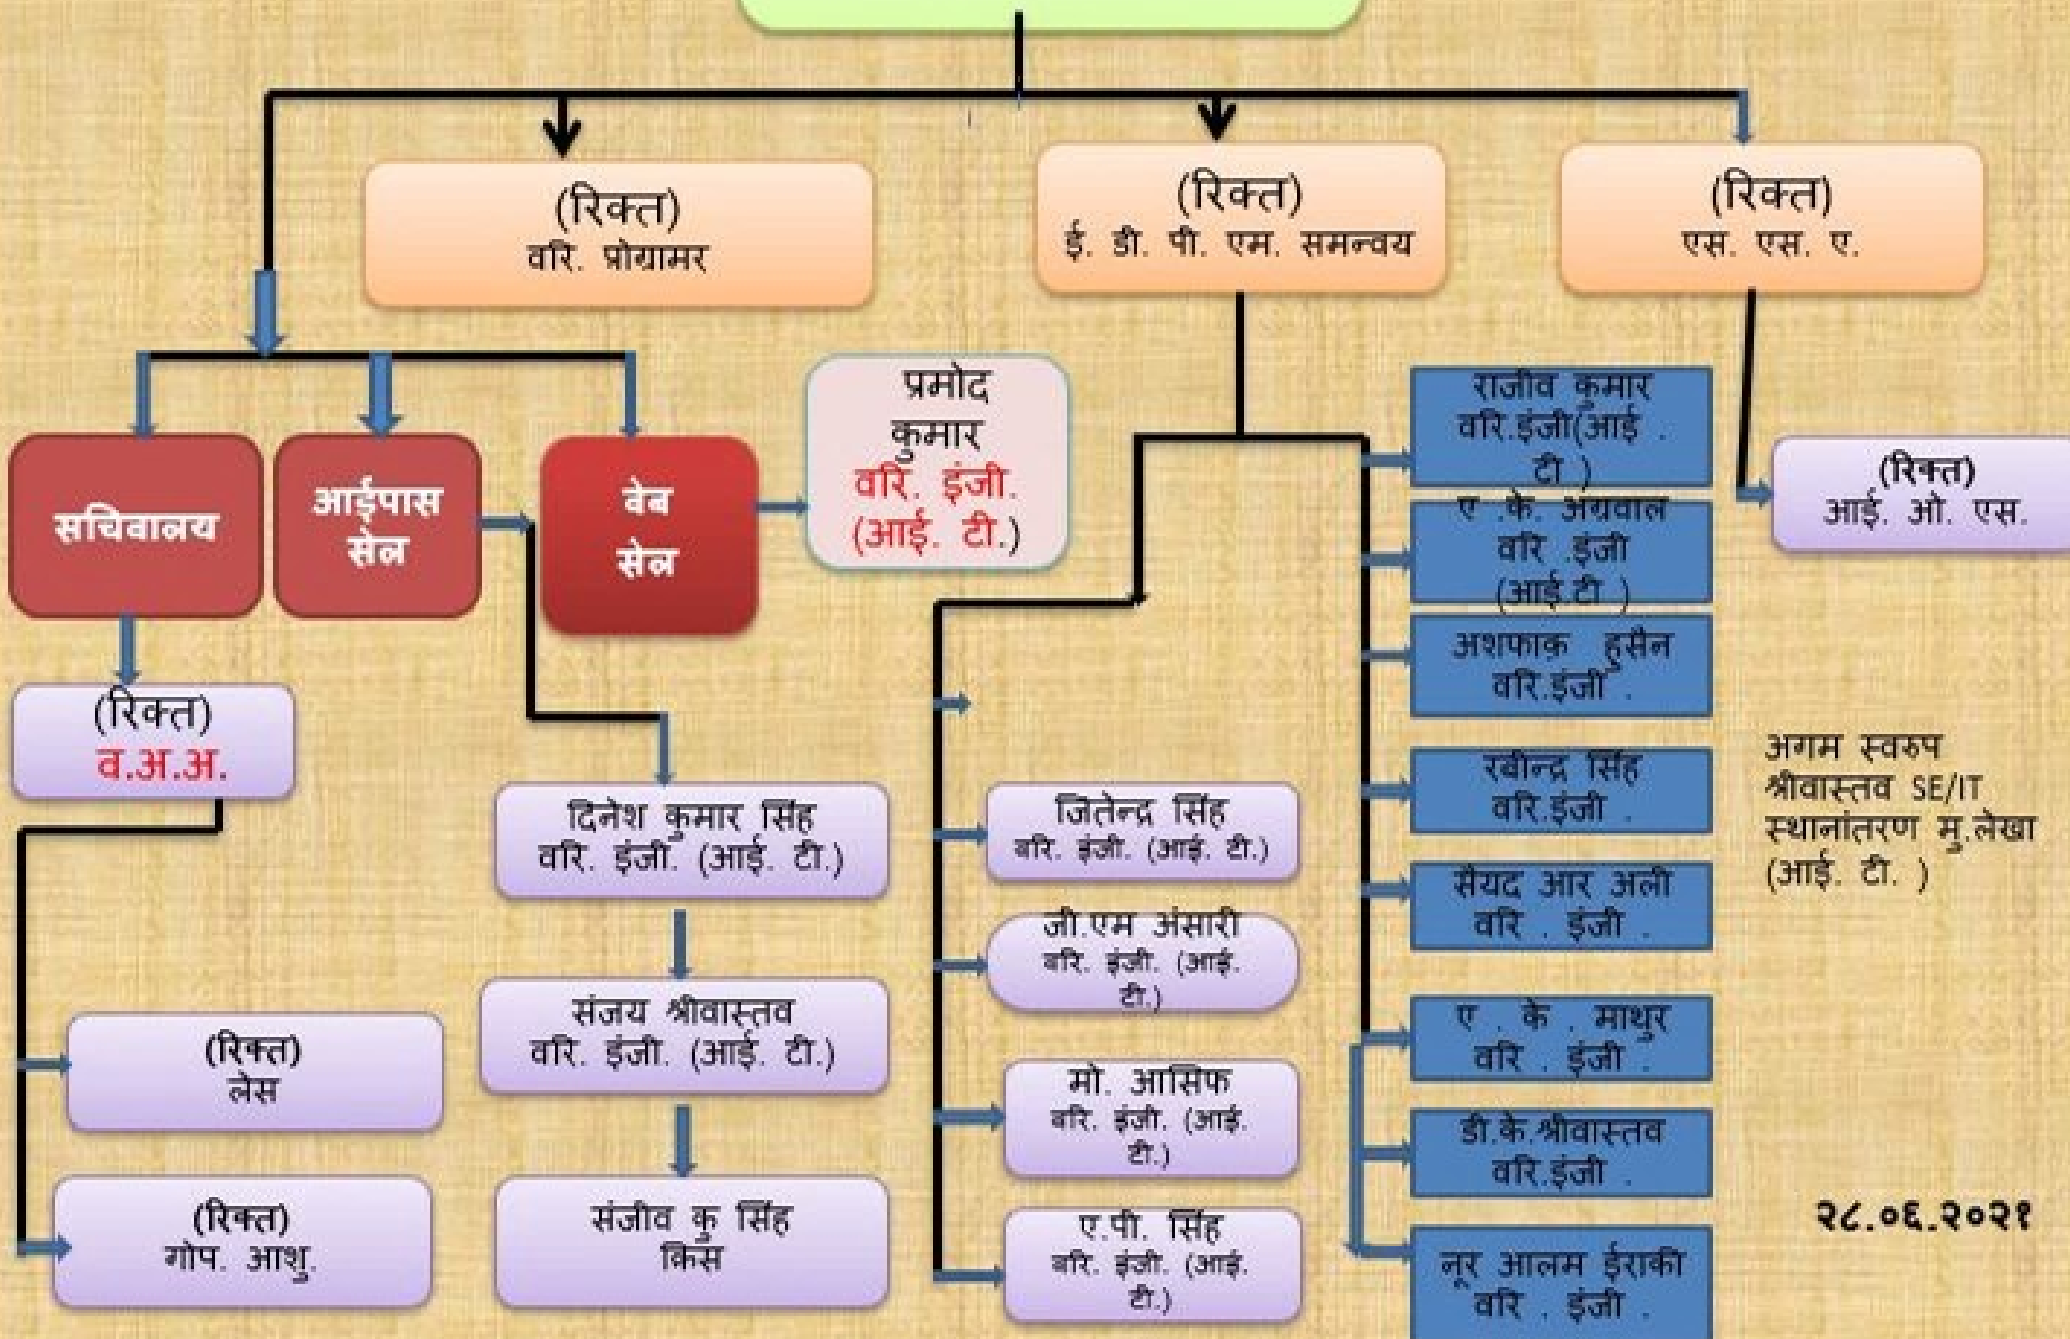 (रिक्त)
वरि. प्रोग्रामर
(रिक्त)
ई. डी. पी. एम. समन्वय
(रिक्त)
एस. एस. ए.
सचिवालय
आईपास
सेल
वेब
सेल
प्रमोद
कुमार
वरि. इंजी.
(आई. टी.)
राजीव कुमार
वरि.इंजी(आई .
टी )
ए .के. अग्रवाल
वरि .इंजी
(आई.टी )
अशफाक़ हुसैन
वरि.इंजी .
रवीन्द्र सिंह
वरि.इंजी .
सैयद आर अली
वरि . इंजी .
ए . के . माथुर
वरि . इंजी .
डी.के.श्रीवास्तव
वरि.इंजी .
नूर आलम ईराकी
वरि . इंजी .
(रिक्त)
आई. ओ. एस.
(रिक्त)
व.अ.अ.
(रिक्त)
लेस
(रिक्त)
गोप. आशु.
दिनेश कुमार सिंह
वरि. इंजी. (आई. टी.)
संजय श्रीवास्तव
वरि. इंजी. (आई. टी.)
संजीव कु सिंह
क्रिस
जितेन्द्र सिंह
वरि. इंजी. (आई. टी.)
जी.एम अंसारी
वरि. इंजी. (आई.
टी.)
मो. आसिफ
वरि. इंजी. (आई.
टी.)
ए.पी. सिंह
वरि. इंजी. (आई.
टी.)
अगम स्वरुप
श्रीवास्तव SE/IT
स्थानांतरण मु.लेखा
(आई. टी. )
२८.०६.२०२१